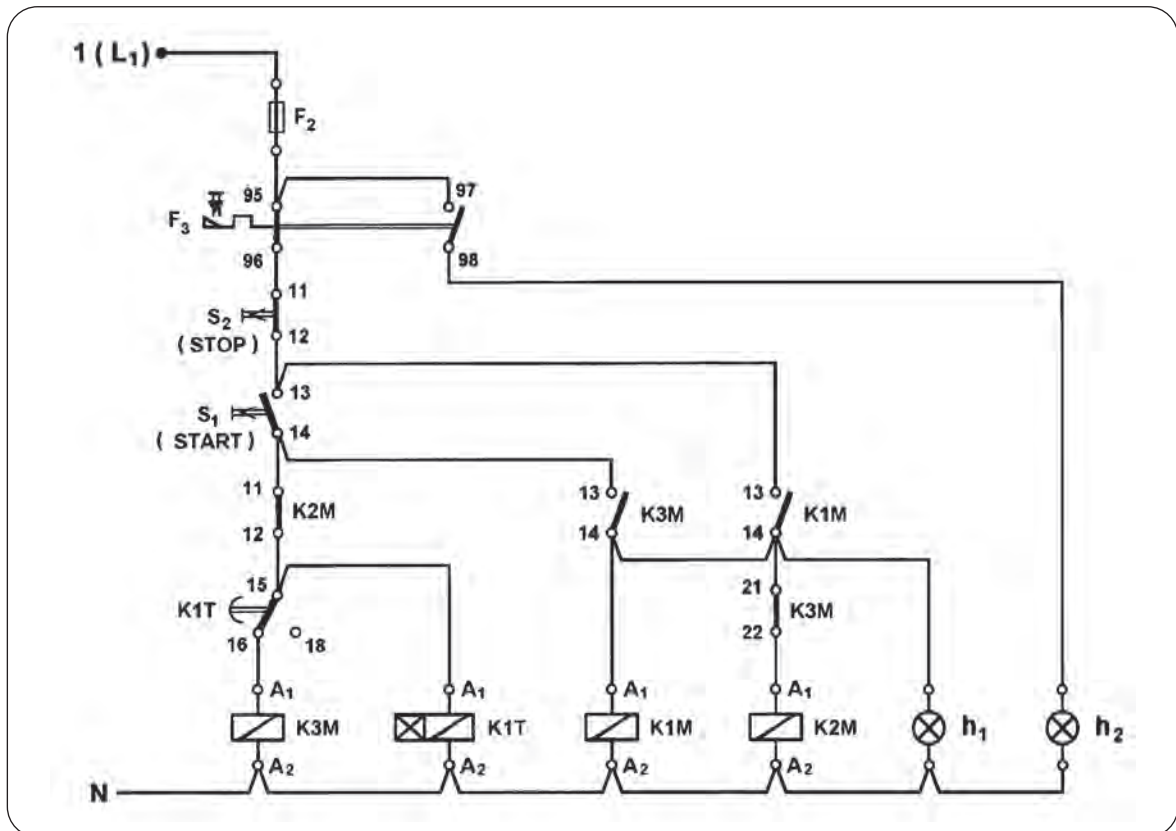 1 ( L₁ )
F₂
95
97
F₃
96
98
11
S₂
( STOP )
12
13
S₁
( START )
14
11
K2M
12
13
K3M
14
13
K1M
14
15
K1T
16
18
21
K3M
22
A₁
K3M
A₂
A₁
K1T
A₂
A₁
K1M
A₂
A₁
K2M
A₂
h₁
h₂
N